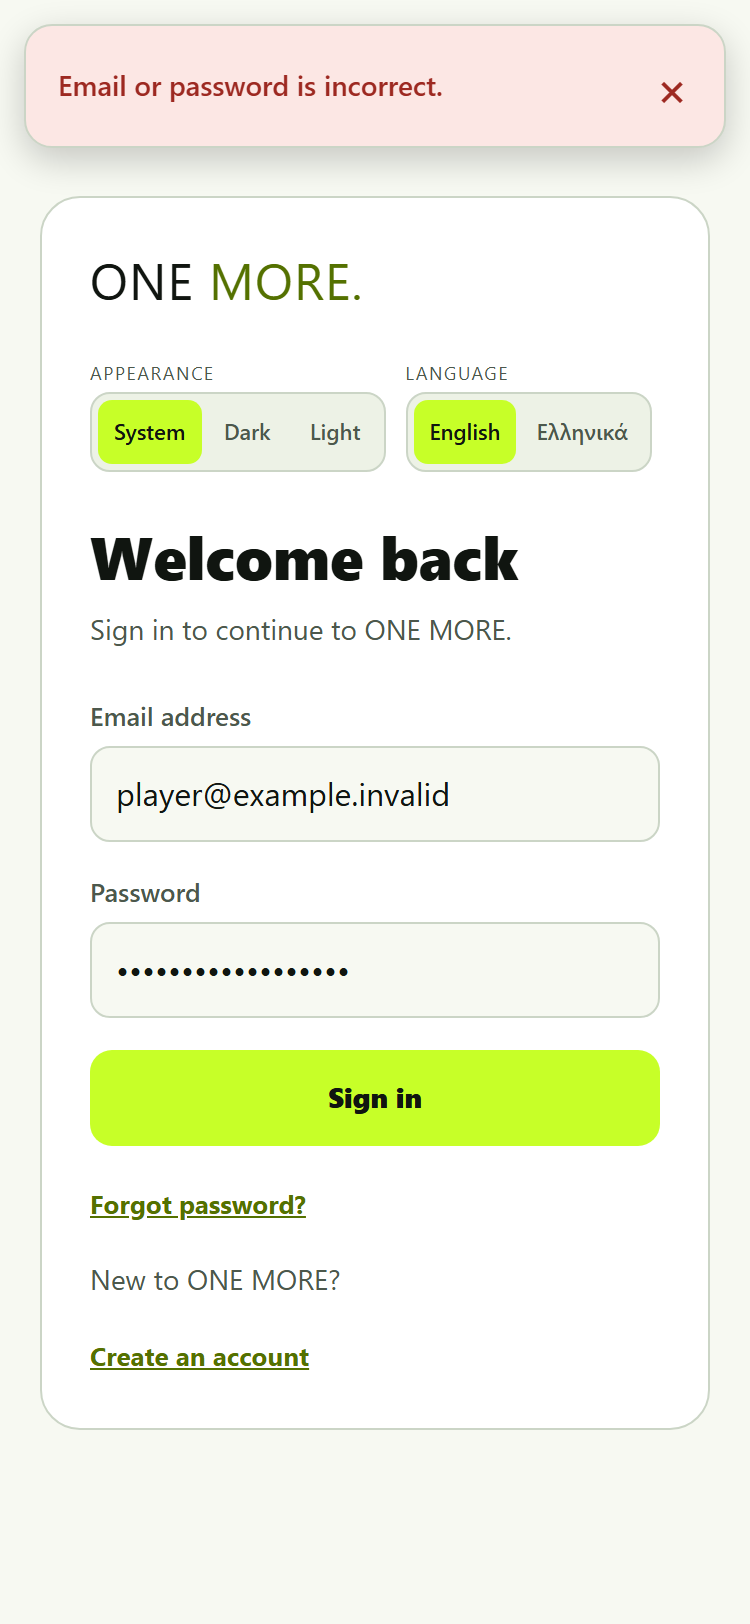 Email or password is incorrect.
×
ONE MORE.
APPEARANCE
LANGUAGE
System Dark Light
English Ελληνικά
Welcome back
Sign in to continue to ONE MORE.
Email address
player@example.invalid
Password
••••••••••••••••••
Sign in
Forgot password?
New to ONE MORE?
Create an account